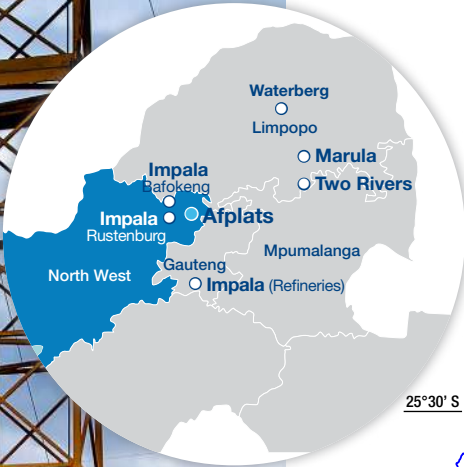 Waterberg
Limpopo
Marula
Two Rivers
Impala
Bafokeng
Impala
Rustenburg
Afplats
Mpumalanga
North West
Gauteng
Impala (Refineries)
25°30' S